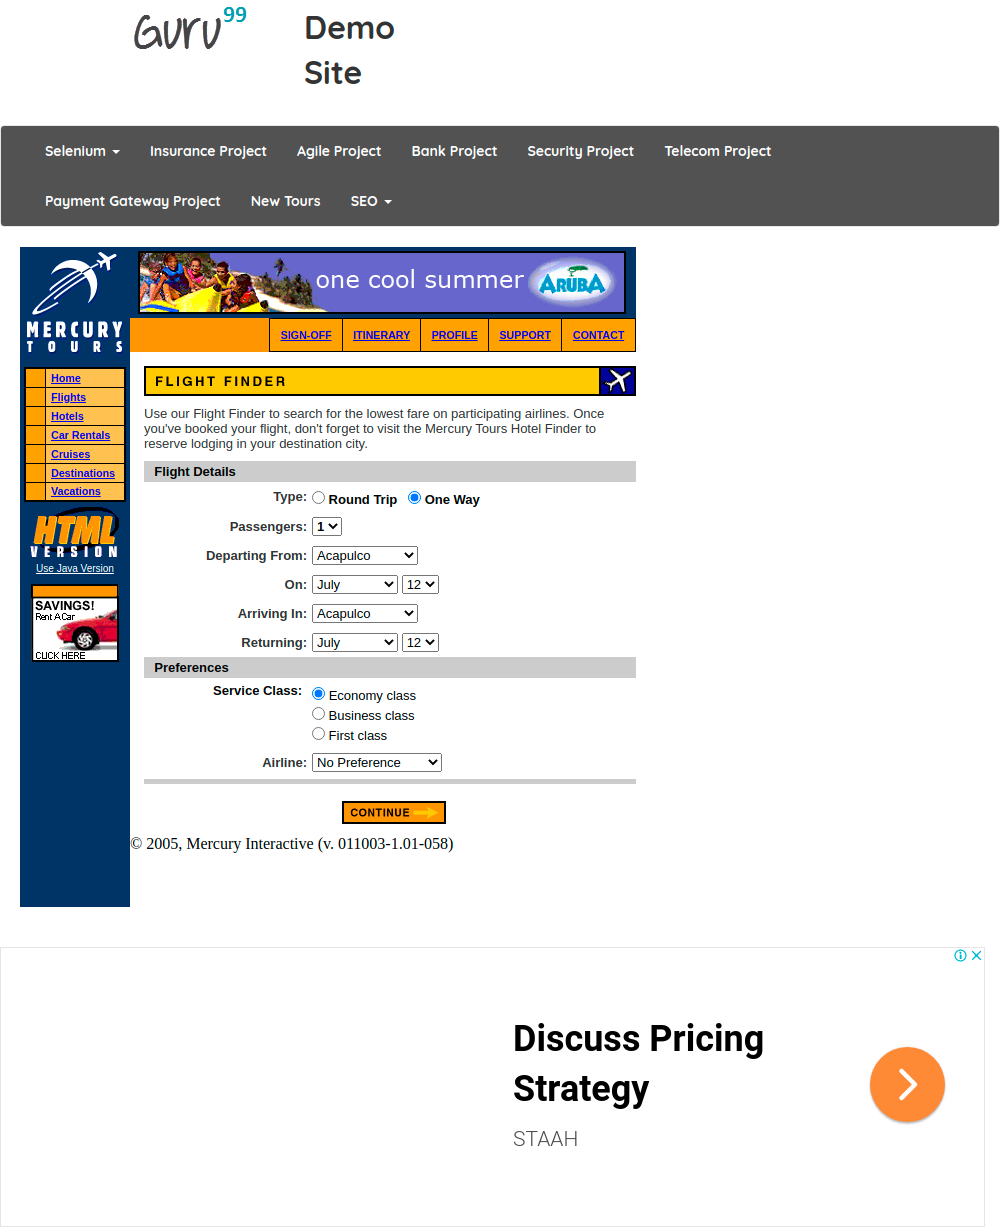 Guru99
Demo
Site
Selenium Insurance Project Agile Project Bank Project Security Project Telecom Project
Payment Gateway Project New Tours SEO
MERCURY
TOURS
one cool summer ARUBA
SIGN-OFF ITINERARY PROFILE SUPPORT CONTACT
Home
Flights
Hotels
Car Rentals
Cruises
Destinations
Vacations
HTML
VERSION
Use Java Version
SAVINGS!
Rent A Car
CLICK HERE
FLIGHT FINDER
Use our Flight Finder to search for the lowest fare on participating airlines. Once
you've booked your flight, don't forget to visit the Mercury Tours Hotel Finder to
reserve lodging in your destination city.
Flight Details
Type: Round Trip One Way
Passengers: 1
Departing From: Acapulco
On: July 12
Arriving In: Acapulco
Returning: July 12
Preferences
Service Class: Economy class
Business class
First class
Airline: No Preference
CONTINUE
© 2005, Mercury Interactive (v. 011003-1.01-058)
Discuss Pricing
Strategy
STAAH